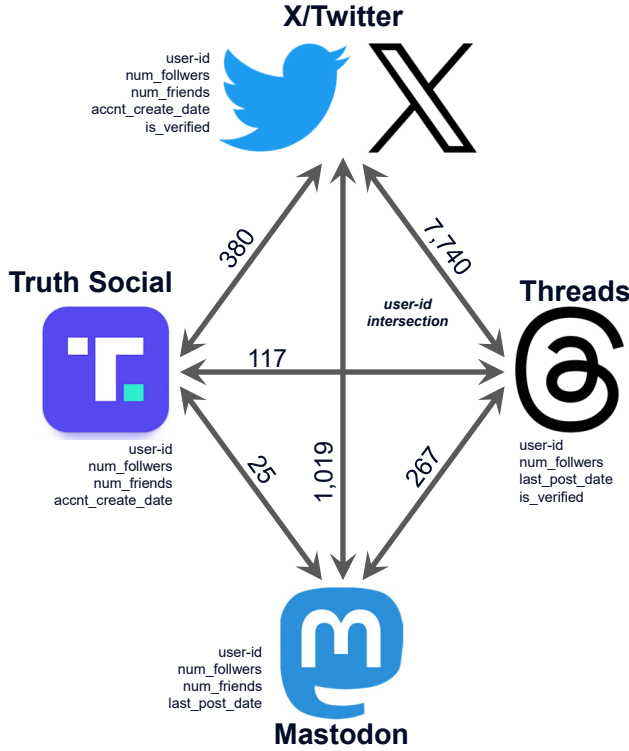 X/Twitter
user-id
num_follwers
num_friends
accnt_create_date
is_verified
380
7,740
Truth Social
user-id
intersection
Threads
117
user-id
num_follwers
num_friends
accnt_create_date
user-id
num_follwers
last_post_date
is_verified
25
1,019
267
user-id
num_follwers
num_friends
last_post_date
Mastodon